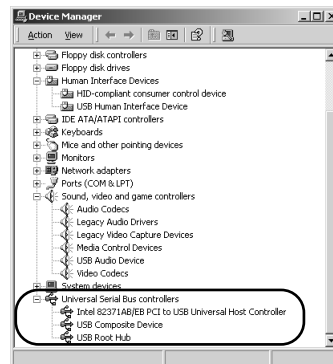 Device Manager
Action View
Floppy disk controllers
Floppy disk drives
Human Interface Devices
HID-compliant consumer control device
USB Human Interface Device
IDE ATA/ATAPI controllers
Keyboards
Mice and other pointing devices
Monitors
Network adapters
Ports (COM & LPT)
Sound, video and game controllers
Audio Codecs
Legacy Audio Drivers
Legacy Video Capture Devices
Media Control Devices
USB Audio Device
Video Codecs
System devices
Universal Serial Bus controllers
Intel 82371AB/EB PCI to USB Universal Host Controller
USB Composite Device
USB Root Hub